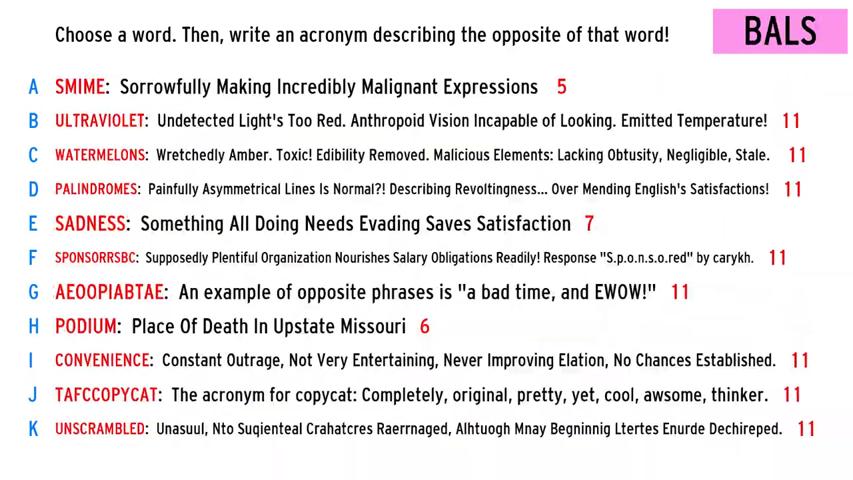 Choose a word. Then, write an acronym describing the opposite of that word!
BALS
A SMIME: Sorrowfully Making Incredibly Malignant Expressions 5
B ULTRAVIOLET: Undetected Light's Too Red. Anthropoid Vision Incapable of Looking. Emitted Temperature! 11
C WATERMELONS: Wretchedly Amber. Toxic! Edibility Removed. Malicious Elements: Lacking Obtusity, Negligible, Stale. 11
D PALINDROMES: Painfully Asymmetrical Lines Is Normal?! Describing Revoltingness... Over Mending English's Satisfactions! 11
E SADNESS: Something All Doing Needs Evading Saves Satisfaction 7
F SPONSORRSBC: Supposedly Plentiful Organization Nourishes Salary Obligations Readily! Response "S.p.o.n.s.o.red" by carykh. 11
G AEOOPIABTAE: An example of opposite phrases is "a bad time, and EWOW!" 11
H PODIUM: Place Of Death In Upstate Missouri 6
I CONVENIENCE: Constant Outrage, Not Very Entertaining, Never Improving Elation, No Chances Established. 11
J TAFCCOPYCAT: The acronym for copycat: Completely, original, pretty, yet, cool, awsome, thinker. 11
K UNSCRAMBLED: Unasuul, Nto Suqienteal Crahatcres Raerrnaged, Alhtuogh Mnay Begninnig Ltertes Enurde Dechireped. 11